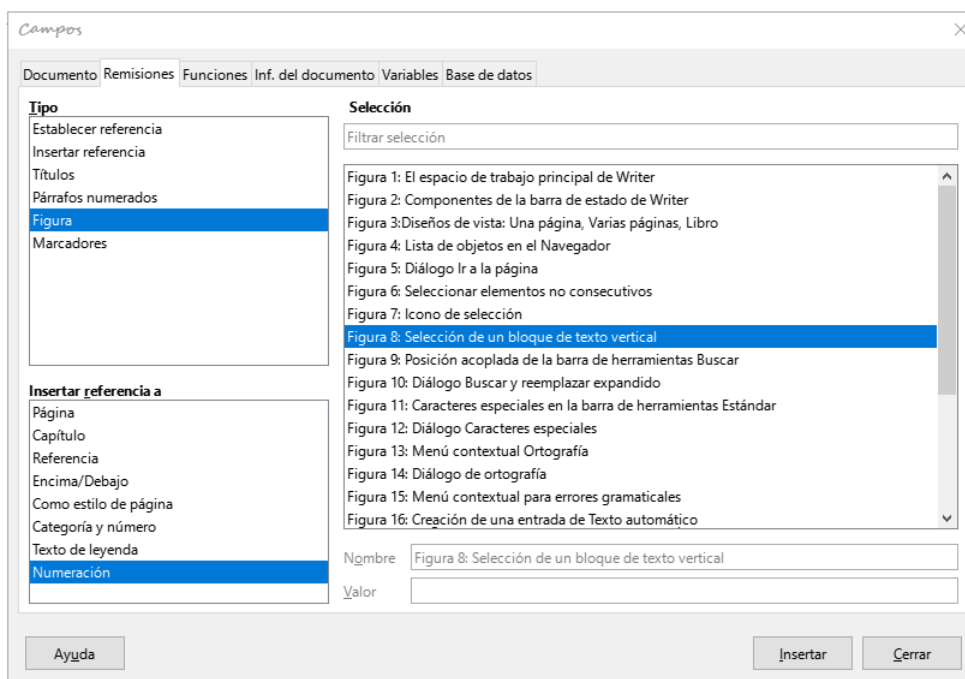 Campos
Documento Remisiones Funciones Inf. del documento Variables Base de datos
Tipo
Establecer referencia
Insertar referencia
Títulos
Párrafos numerados
Figura
Marcadores
Insertar referencia a
Página
Capítulo
Referencia
Encima/Debajo
Como estilo de página
Categoría y número
Texto de leyenda
Numeración
Selección
Filtrar selección
Figura 1: El espacio de trabajo principal de Writer
Figura 2: Componentes de la barra de estado de Writer
Figura 3:Diseños de vista: Una página, Varias páginas, Libro
Figura 4: Lista de objetos en el Navegador
Figura 5: Diálogo Ir a la página
Figura 6: Seleccionar elementos no consecutivos
Figura 7: Icono de selección
Figura 8: Selección de un bloque de texto vertical
Figura 9: Posición acoplada de la barra de herramientas Buscar
Figura 10: Diálogo Buscar y reemplazar expandido
Figura 11: Caracteres especiales en la barra de herramientas Estándar
Figura 12: Diálogo Caracteres especiales
Figura 13: Menú contextual Ortografía
Figura 14: Diálogo de ortografía
Figura 15: Menú contextual para errores gramaticales
Figura 16: Creación de una entrada de Texto automático
Nombre Figura 8: Selección de un bloque de texto vertical
Valor
Ayuda Insertar Cerrar